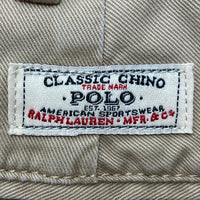 CLASSIC CHINO
TRADE MARK
· POLO ·
EST. 1967
AMERICAN SPORTSWEAR
RALPH LAUREN · MFR. & Co